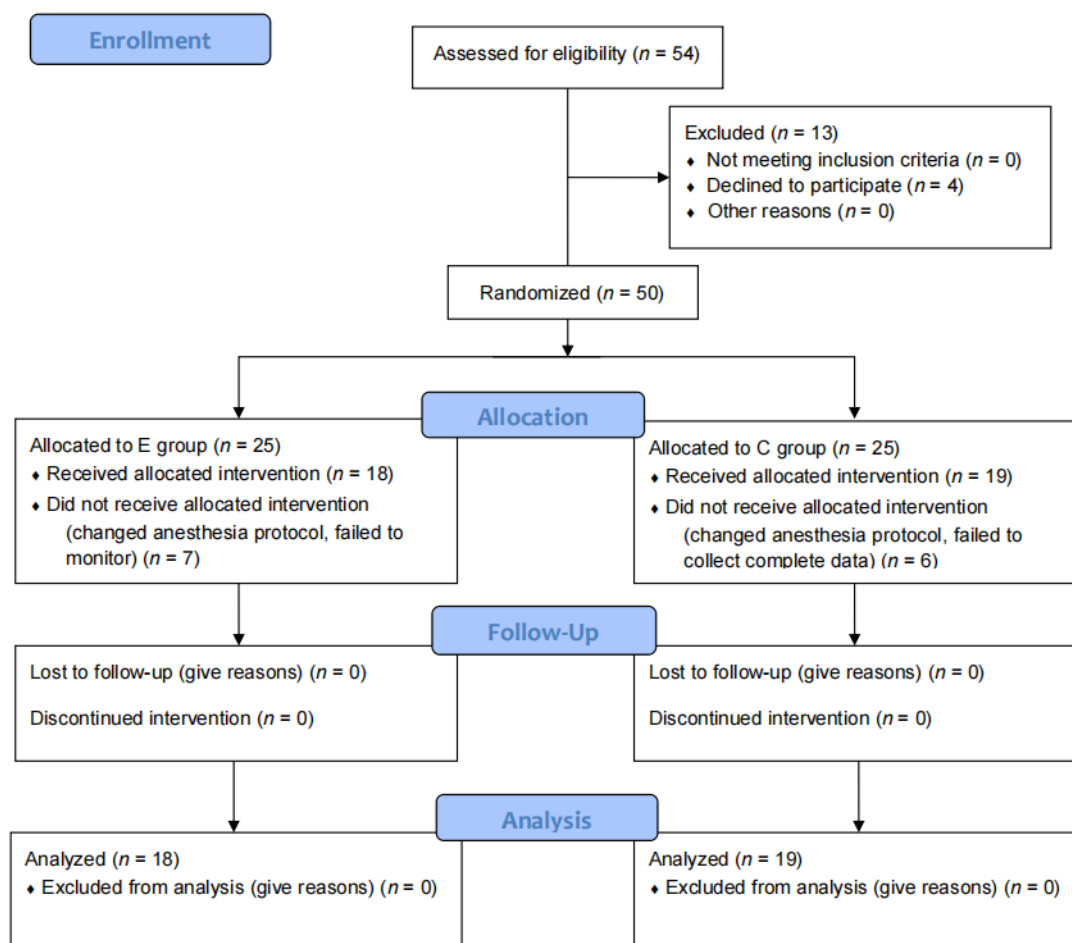 Enrollment
Assessed for eligibility (n = 54)
Excluded (n = 13)
♦ Not meeting inclusion criteria (n = 0)
♦ Declined to participate (n = 4)
♦ Other reasons (n = 0)
Randomized (n = 50)
Allocation
Allocated to E group (n = 25)
♦ Received allocated intervention (n = 18)
♦ Did not receive allocated intervention
(changed anesthesia protocol, failed to
monitor) (n = 7)
Allocated to C group (n = 25)
♦ Received allocated intervention (n = 19)
♦ Did not receive allocated intervention
(changed anesthesia protocol, failed to
collect complete data) (n = 6)
Follow-Up
Lost to follow-up (give reasons) (n = 0)
Discontinued intervention (n = 0)
Lost to follow-up (give reasons) (n = 0)
Discontinued intervention (n = 0)
Analysis
Analyzed (n = 18)
♦ Excluded from analysis (give reasons) (n = 0)
Analyzed (n = 19)
♦ Excluded from analysis (give reasons) (n = 0)